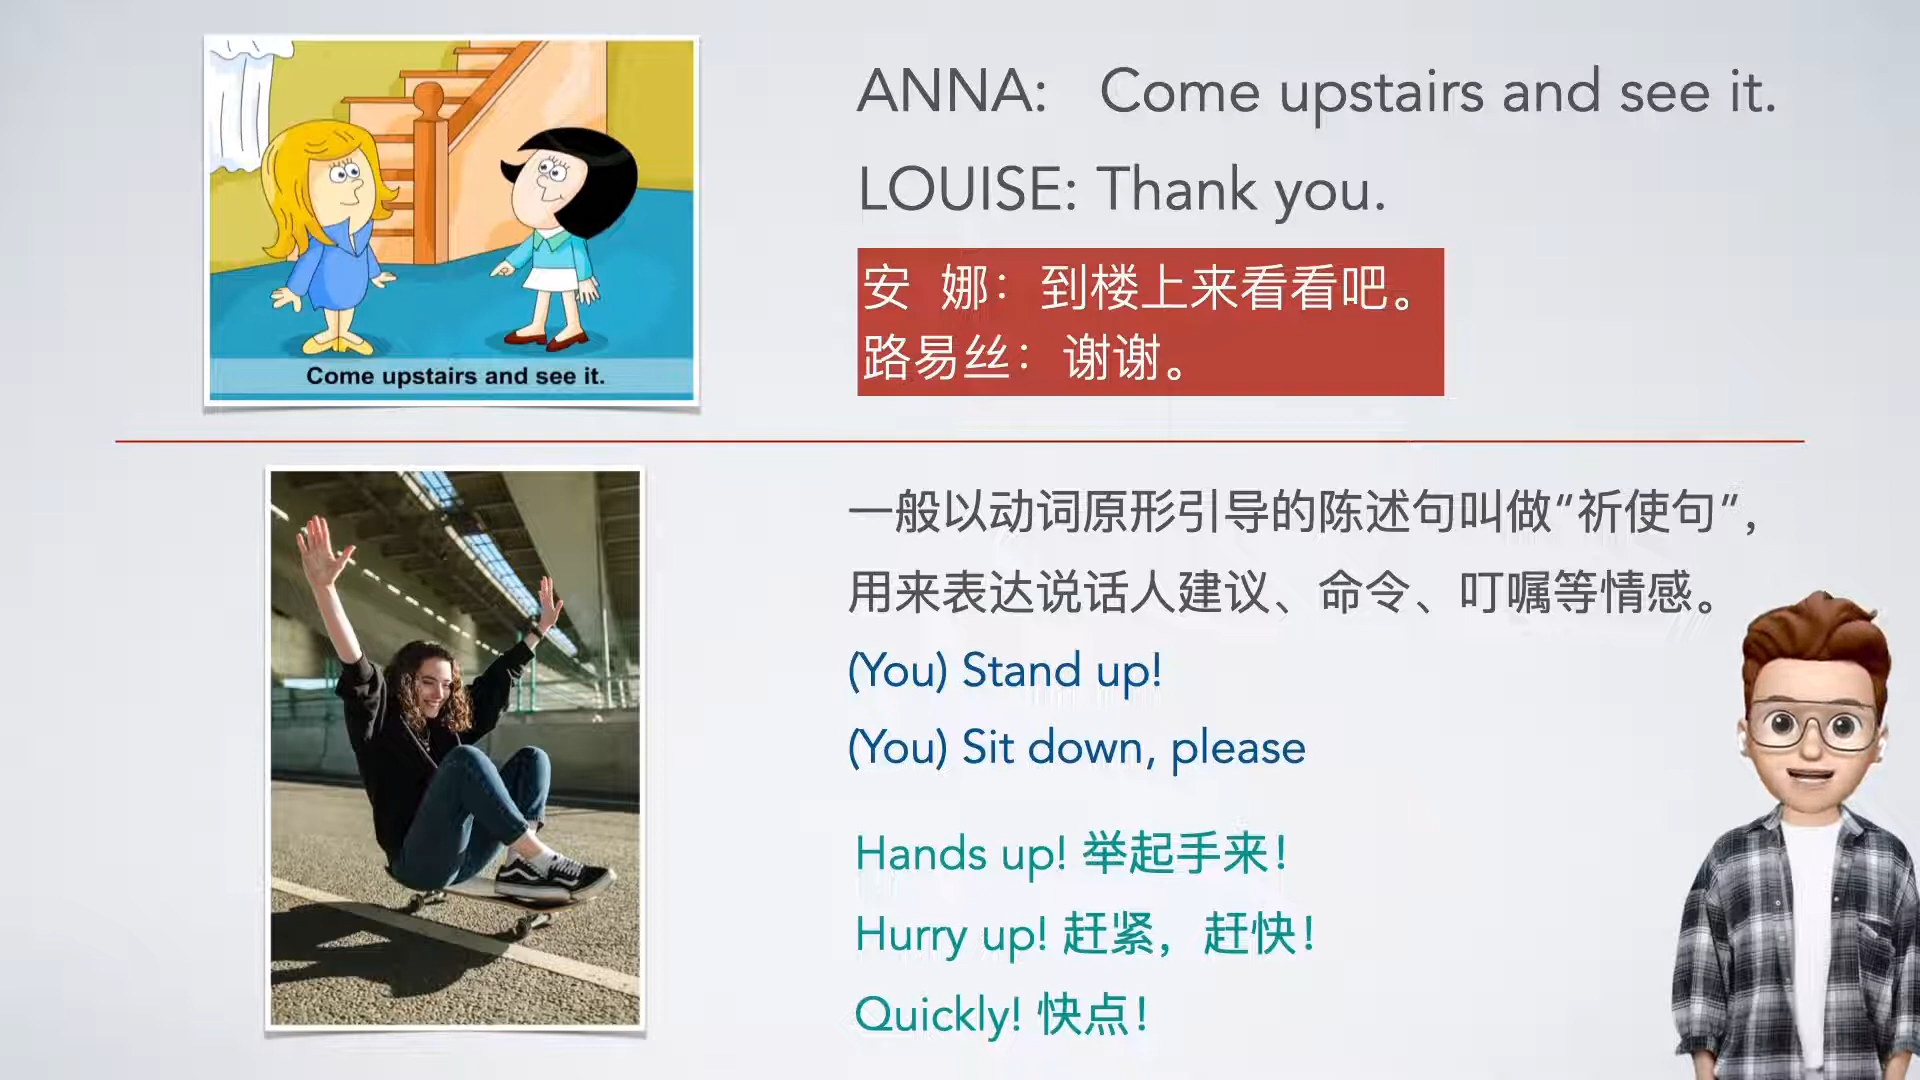 ANNA: Come upstairs and see it.
LOUISE: Thank you.
安 娜：到楼上来看看吧。
路易丝：谢谢。
Come upstairs and see it.
一般以动词原形引导的陈述句叫做“祈使句”，
用来表达说话人建议、命令、叮嘱等情感。
(You) Stand up!
(You) Sit down, please
Hands up! 举起手来！
Hurry up! 赶紧，赶快！
Quickly! 快点！